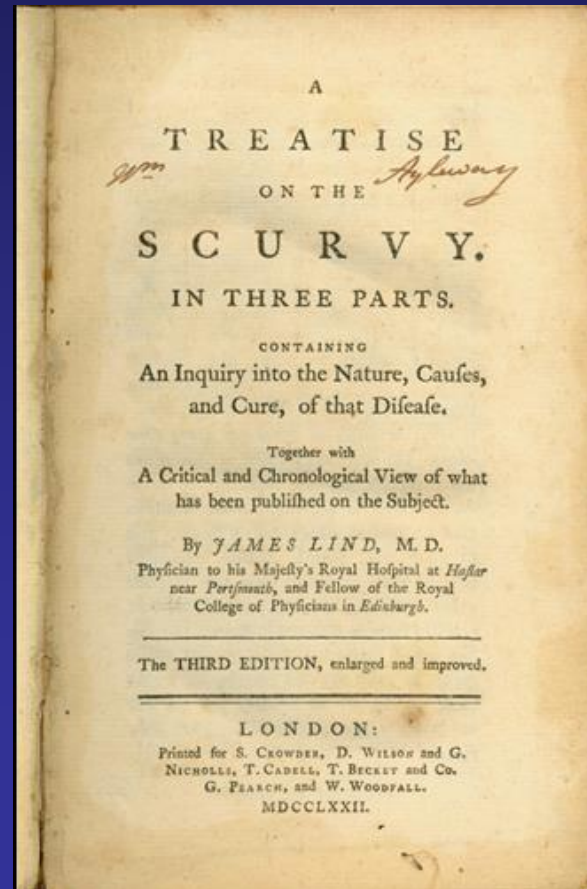 A
TREATISE
Wm Aylward
ON THE
SCURVY.
IN THREE PARTS.
CONTAINING
An Inquiry into the Nature, Cauſes,
and Cure, of that Diſeaſe.
Together with
A Critical and Chronological View of what
has been publiſhed on the Subject.
By JAMES LIND, M. D.
Phyſician to his Majeſty's Royal Hoſpital at Haſlar
near Portſmouth, and Fellow of the Royal
College of Phyſicians in Edinburgh.
The THIRD EDITION, enlarged and improved.
LONDON:
Printed for S. CROWDER, D. WILSON and G.
NICHOLLS, T. CADELL, T. BECKET and Co.
G. PEARCH, and W. WOODFALL.
MDCCLXXII.